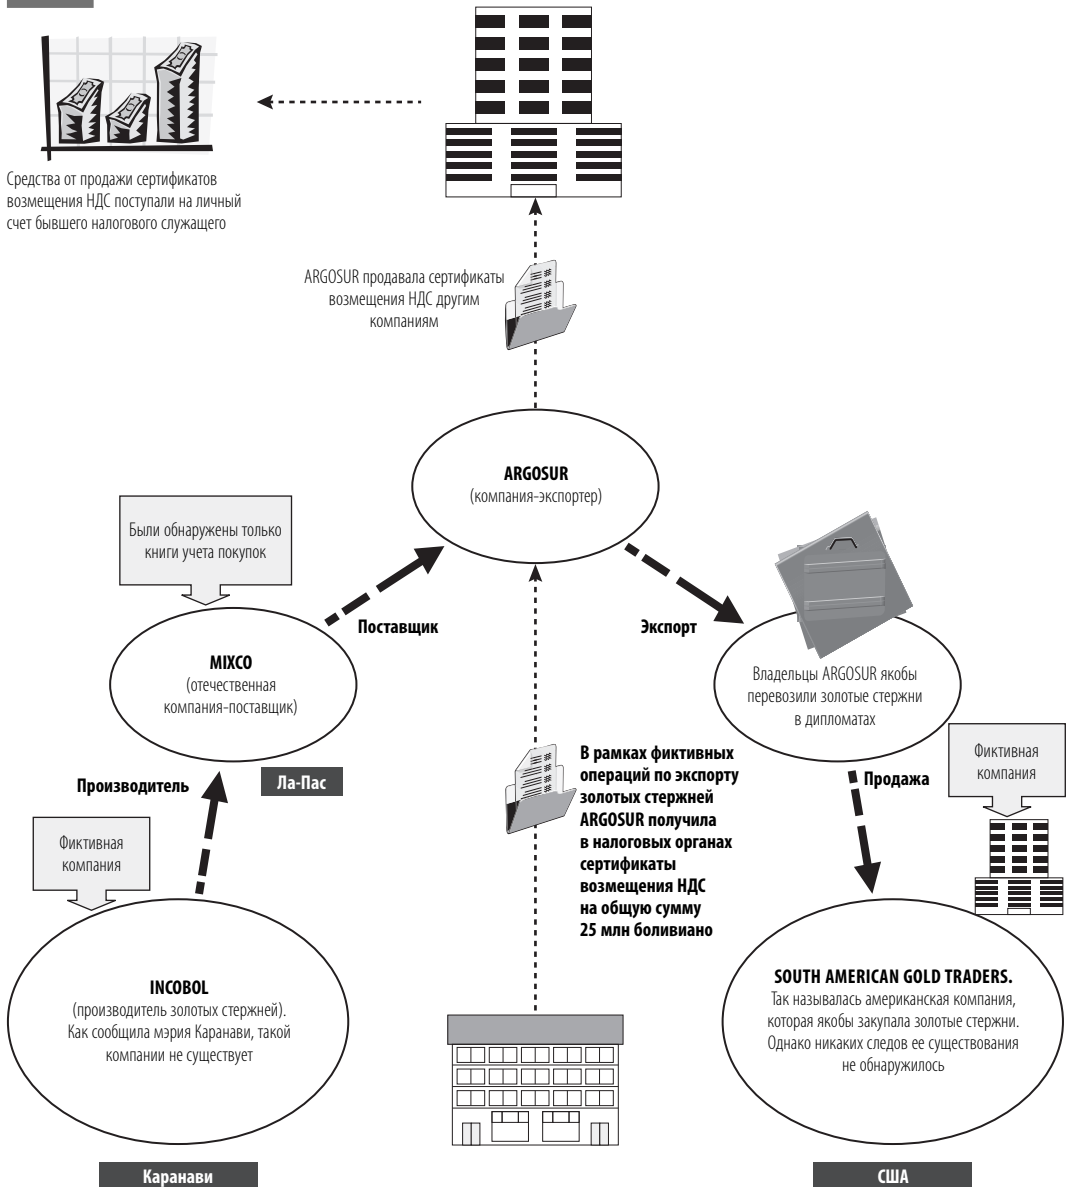 Средства от продажи сертификатов
возмещения НДС поступали на личный
счет бывшего налогового служащего
ARGOSUR продавала сертификаты
возмещения НДС другим
компаниям
ARGOSUR
(компания-экспортер)
Были обнаружены только
книги учета покупок
Поставщик
Экспорт
MIXCO
(отечественная
компания-поставщик)
Владельцы ARGOSUR якобы
перевозили золотые стержни
в дипломатах
Производитель
Ла-Пас
В рамках фиктивных
операций по экспорту
золотых стержней
ARGOSUR получила
в налоговых органах
сертификаты
возмещения НДС
на общую сумму
25 млн боливиано
Продажа
Фиктивная
компания
Фиктивная
компания
INCOBOL
(производитель золотых стержней).
Как сообщила мэрия Каранави, такой
компании не существует
SOUTH AMERICAN GOLD TRADERS.
Так называлась американская компания,
которая якобы закупала золотые стержни.
Однако никаких следов ее существования
не обнаружилось
Каранави
США